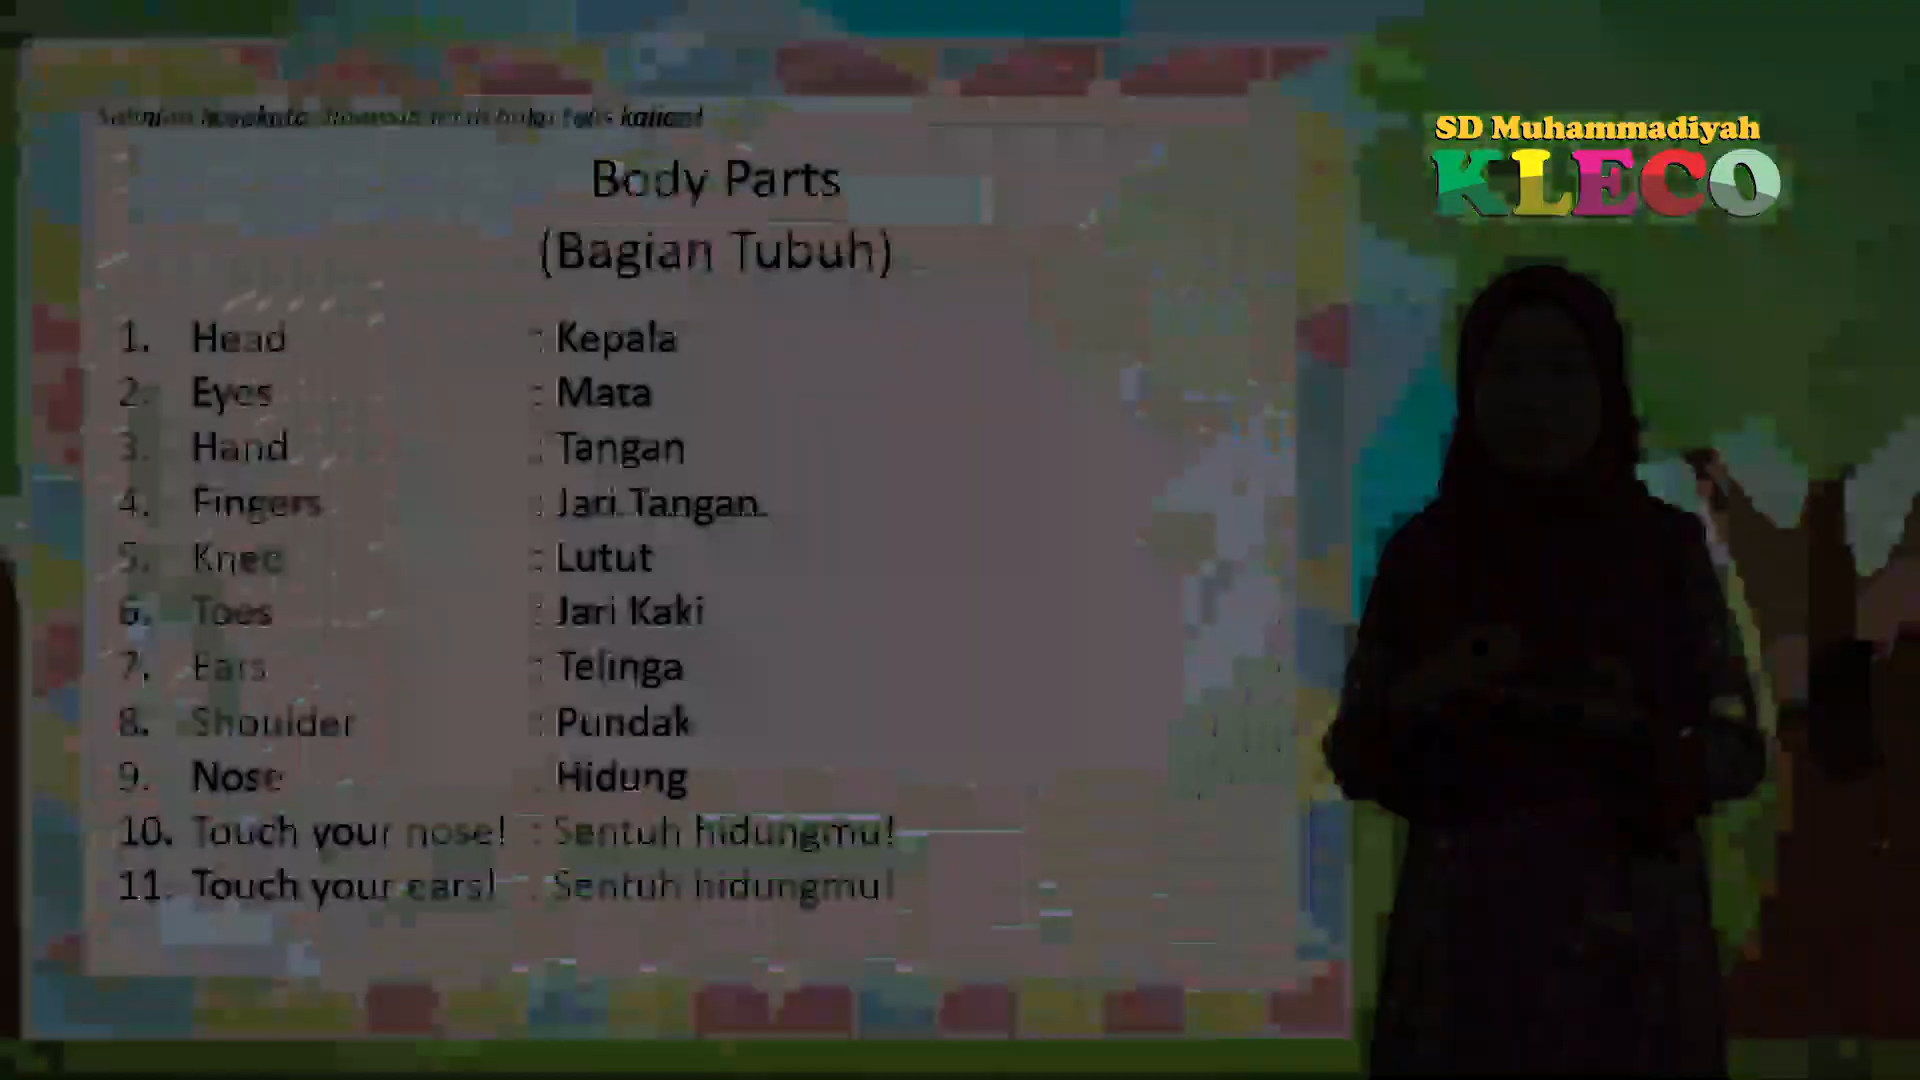 SD Muhammadiyah
KLECO
kalian!
Body Parts
(Bagian Tubuh)
1. Head : Kepala
2. Eyes : Mata
3. Hand : Tangan
4. Fingers : Jari Tangan
5. Knee : Lutut
6. Toes : Jari Kaki
7. Ears : Telinga
8. Shoulder : Pundak
9. Nose : Hidung
10. Touch your nose! : Sentuh hidungmu!
11. Touch your ears! : Sentuh hidungmu!